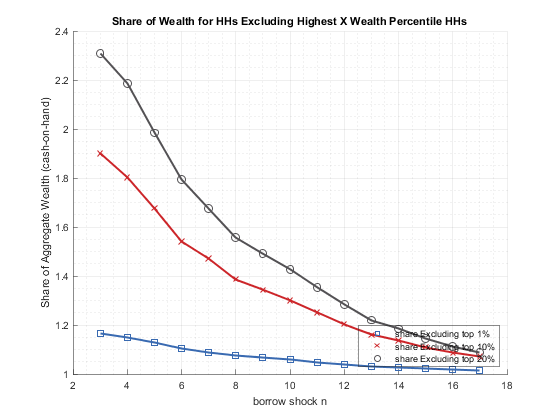 Share of Wealth for HHs Excluding Highest X Wealth Percentile HHs
2.4
2.2
2
1.8
1.6
1.4
1.2
1
Share of Aggregate Wealth (cash-on-hand)
share Excluding top 1%
share Excluding top 10%
share Excluding top 20%
2 4 6 8 10 12 14 16 18
borrow shock n